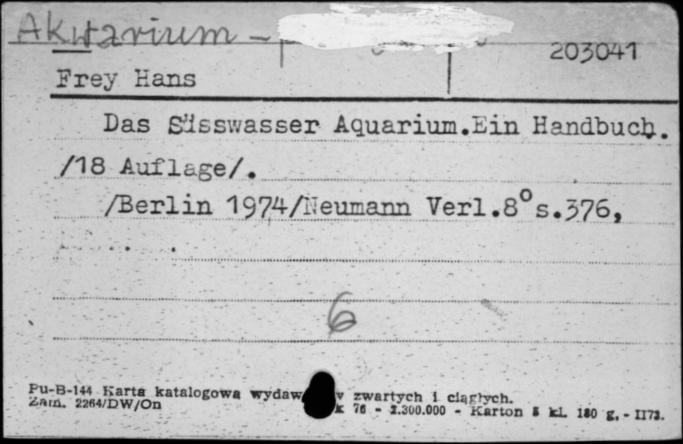 Akwarium -
203041
Frey Hans
Das Süsswasser Aquarium.Ein Handbuch.
/18 Auflage/.
/Berlin 1974/Neumann Verl.8° s.376,
6
Pu-B-144 Karta katalogowa wydaw v zwartych i ciągłych.
Zam. 2264/DW/On k 76 - 2.300.000 - Karton 5 kl. 180 g. - II73.